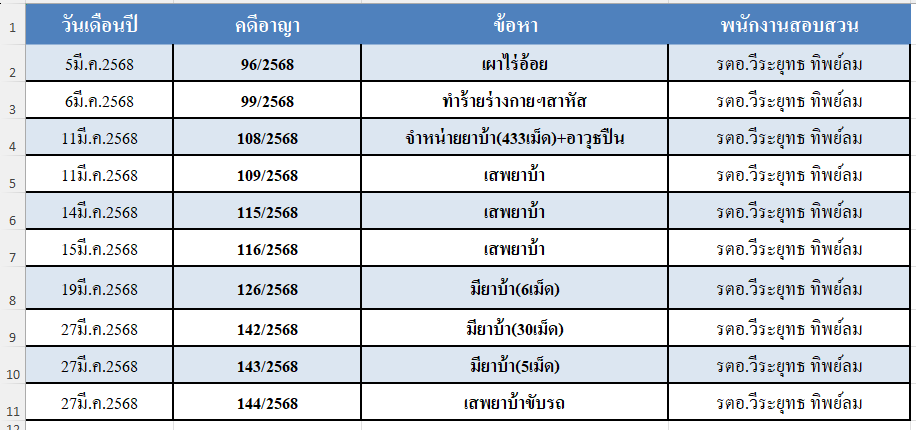 1 วันเดือนปี คดีอาญา ข้อหา พนักงานสอบสวน
2 5มี.ค.2568 96/2568 เผาไร่อ้อย รตอ.วีระยุทธ ทิพย์ลม
3 6มี.ค.2568 99/2568 ทำร้ายร่างกายฯสาหัส รตอ.วีระยุทธ ทิพย์ลม
4 11มี.ค.2568 108/2568 จำหน่ายยาบ้า(433เม็ด)+อาวุธปืน รตอ.วีระยุทธ ทิพย์ลม
5 11มี.ค.2568 109/2568 เสพยาบ้า รตอ.วีระยุทธ ทิพย์ลม
6 14มี.ค.2568 115/2568 เสพยาบ้า รตอ.วีระยุทธ ทิพย์ลม
7 15มี.ค.2568 116/2568 เสพยาบ้า รตอ.วีระยุทธ ทิพย์ลม
8 19มี.ค.2568 126/2568 มียาบ้า(6เม็ด) รตอ.วีระยุทธ ทิพย์ลม
9 27มี.ค.2568 142/2568 มียาบ้า(30เม็ด) รตอ.วีระยุทธ ทิพย์ลม
10 27มี.ค.2568 143/2568 มียาบ้า(5เม็ด) รตอ.วีระยุทธ ทิพย์ลม
11 27มี.ค.2568 144/2568 เสพยาบ้าขับรถ รตอ.วีระยุทธ ทิพย์ลม
12